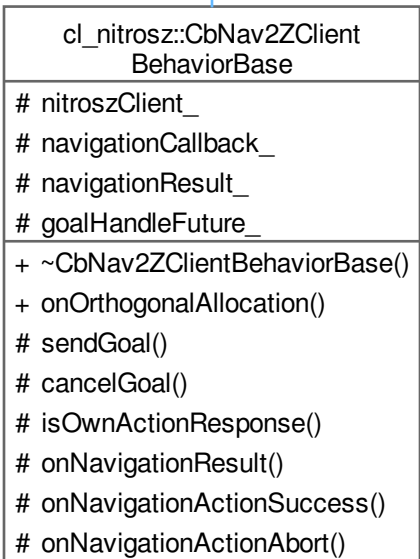 cl_nitrosz::CbNav2ZClient
BehaviorBase
# nitroszClient_
# navigationCallback_
# navigationResult_
# goalHandleFuture_
+ ~CbNav2ZClientBehaviorBase()
+ onOrthogonalAllocation()
# sendGoal()
# cancelGoal()
# isOwnActionResponse()
# onNavigationResult()
# onNavigationActionSuccess()
# onNavigationActionAbort()